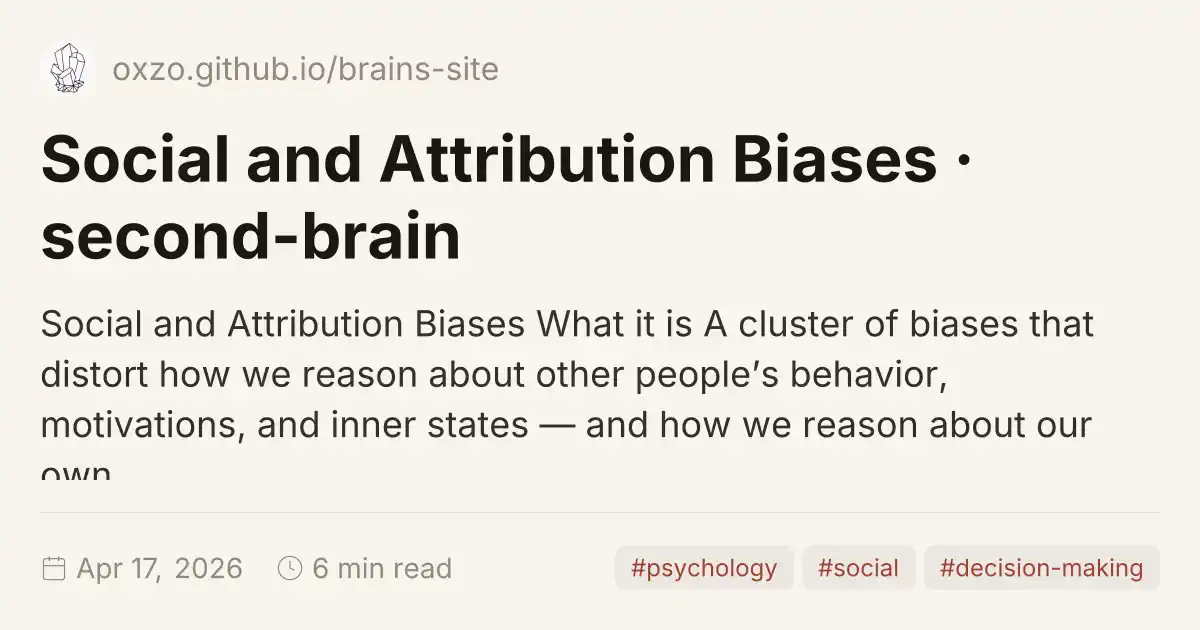 oxzo.github.io/brains-site
Social and Attribution Biases ·
second-brain
Social and Attribution Biases What it is A cluster of biases that
distort how we reason about other people’s behavior,
motivations, and inner states — and how we reason about our
own
Apr 17, 2026 6 min read #psychology #social #decision-making